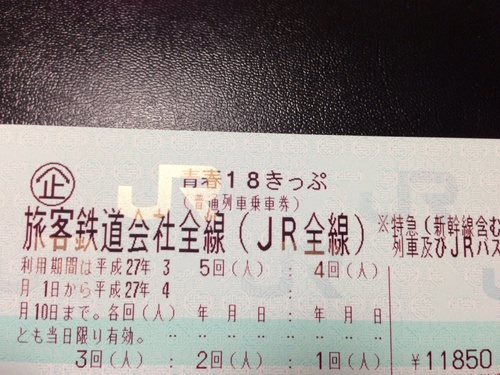 青春18きっぷ
企
(普通列車乗車券)
旅客鉄道会社全線(JR全線)
※特急(新幹線含む
列車及びJRバス
利用期間は平成27年 3 5回(人) : 4回(人)
月 1日から平成27年 4 :
月10日まで。各回(人) 年 月 日 : 年 月 日
とも当日限り有効。
3回(人) : 2回(人) : 1回(人)
¥11850
JR